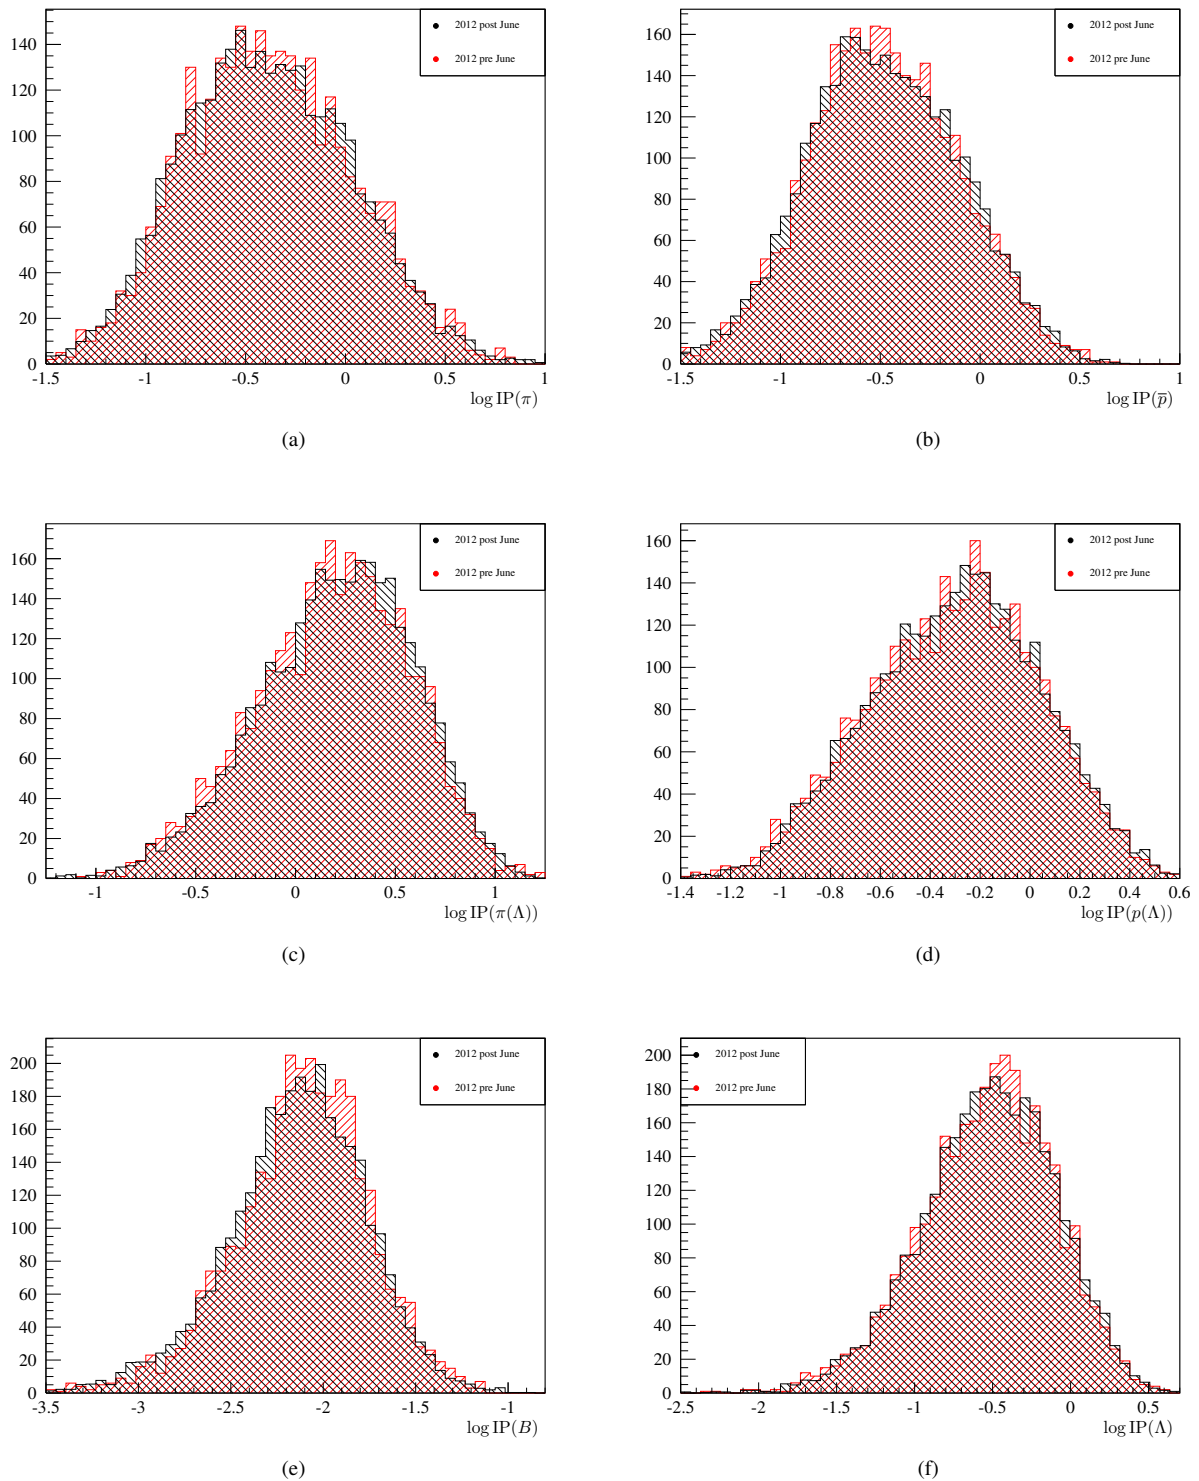 2012 post June
2012 pre June
140
120
100
80
60
40
20
0
-1.5 -1 -0.5 0 0.5 1
log IP(π)
(a)
2012 post June
2012 pre June
160
140
120
100
80
60
40
20
0
-1.5 -1 -0.5 0 0.5 1
log IP(p̅)
(b)
2012 post June
2012 pre June
160
140
120
100
80
60
40
20
0
-1 -0.5 0 0.5 1
log IP(π(Λ))
(c)
2012 post June
2012 pre June
160
140
120
100
80
60
40
20
0
-1.4 -1.2 -1 -0.8 -0.6 -0.4 -0.2 0 0.2 0.4 0.6
log IP(p(Λ))
(d)
2012 post June
2012 pre June
200
180
160
140
120
100
80
60
40
20
0
-3.5 -3 -2.5 -2 -1.5 -1
log IP(B)
(e)
2012 post June
2012 pre June
200
180
160
140
120
100
80
60
40
20
0
-2.5 -2 -1.5 -1 -0.5 0 0.5
log IP(Λ)
(f)